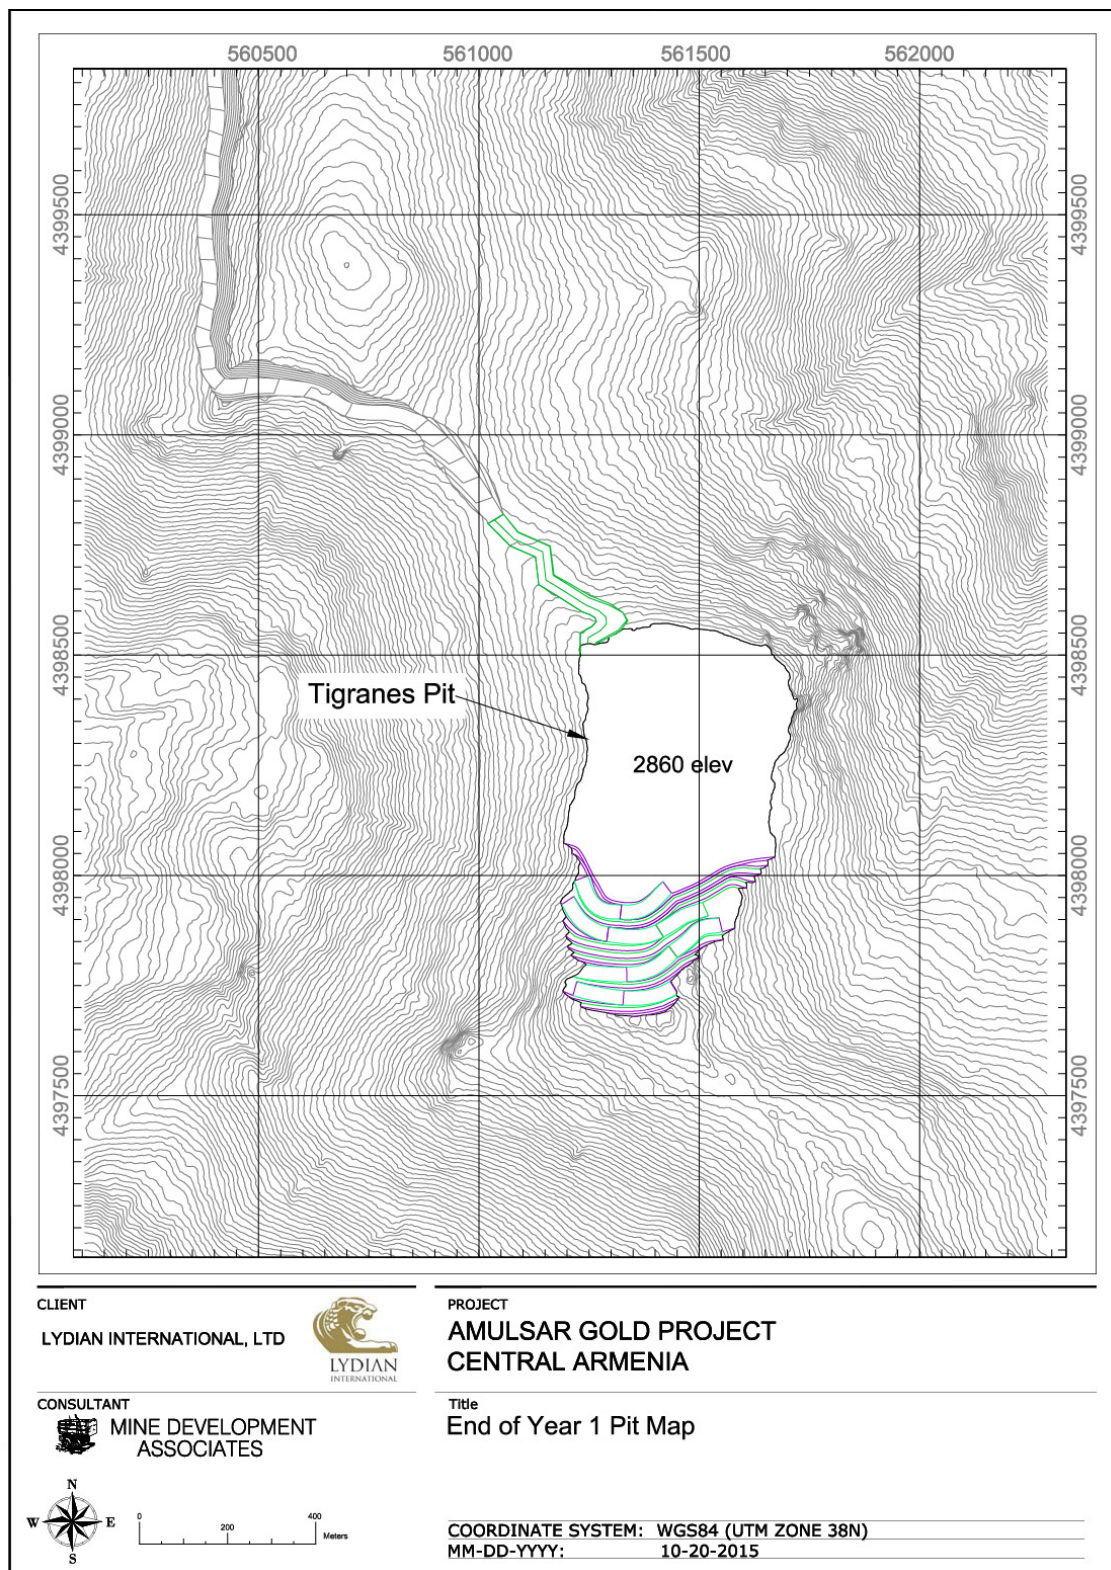 560500 561000 561500 562000
4399500 4399500
4399000 4399000
4398500 4398500
Tigranes Pit
2860 elev
4398000 4398000
4397500 4397500
CLIENT
LYDIAN INTERNATIONAL, LTD
LYDIAN
INTERNATIONAL
PROJECT
AMULSAR GOLD PROJECT
CENTRAL ARMENIA
CONSULTANT
MINE DEVELOPMENT
ASSOCIATES
Title
End of Year 1 Pit Map
N
W E
S
0 200 400
Meters
COORDINATE SYSTEM: WGS84 (UTM ZONE 38N)
MM-DD-YYYY: 10-20-2015